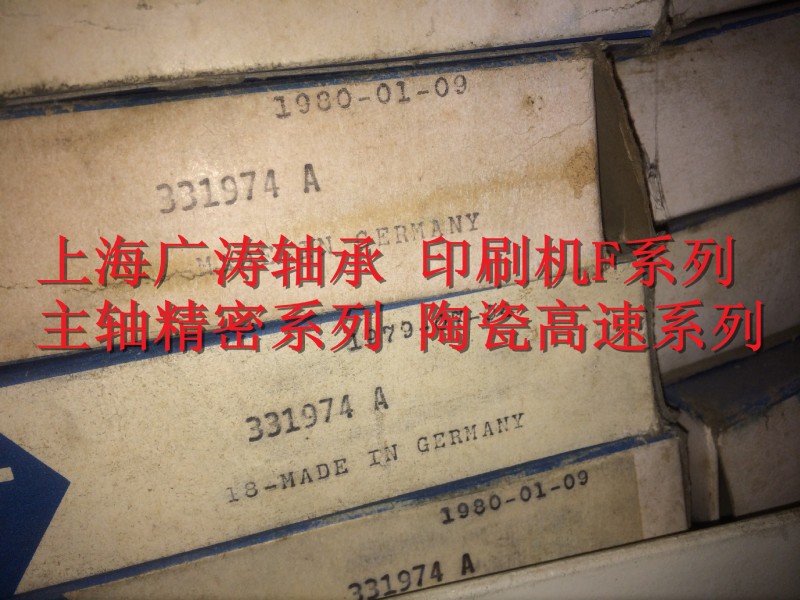 1980-01-09
331974 A
GERMANY
上海广涛轴承 印刷机F系列
主轴精密系列 陶瓷高速系列
331974 A
18-MADE IN GERMANY
1980-01-09
331974 A